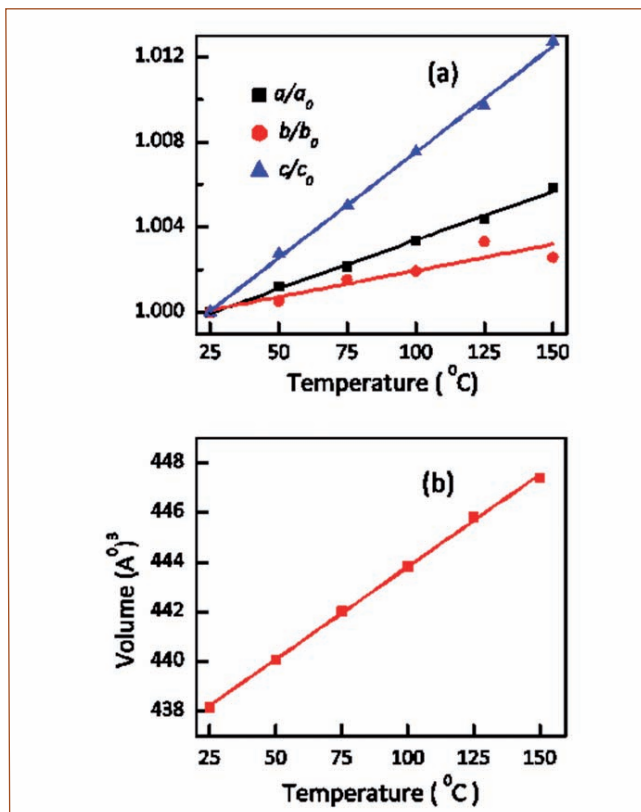 1.012
(a)
a/a₀
b/b₀
c/c₀
1.008
1.004
1.000
25 50 75 100 125 150
Temperature ( ⁰C)
448
(b)
446
444
442
440
438
Volume (A⁰)³
25 50 75 100 125 150
Temperature ( ⁰C)